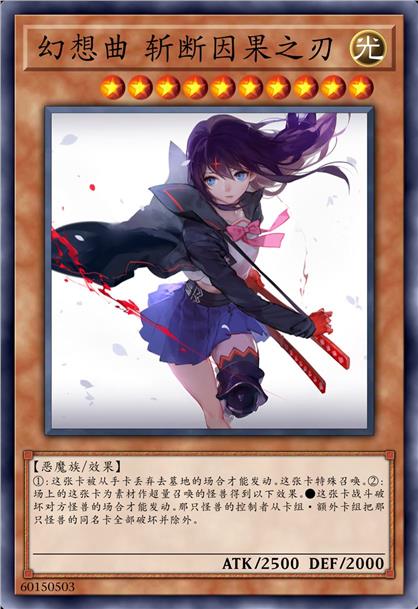 幻想曲 斩断因果之刃
光
【恶魔族/效果】
①:这张卡被从手卡丢弃去墓地的场合才能发动。这张卡特殊召唤。②:
场上的这张卡为素材作超量召唤的怪兽得到以下效果。●这张卡战斗破
坏对方怪兽的场合才能发动。那只怪兽的控制者从卡组·额外卡组把那
只怪兽的同名卡全部破坏并除外。
ATK/2500 DEF/2000
60150503